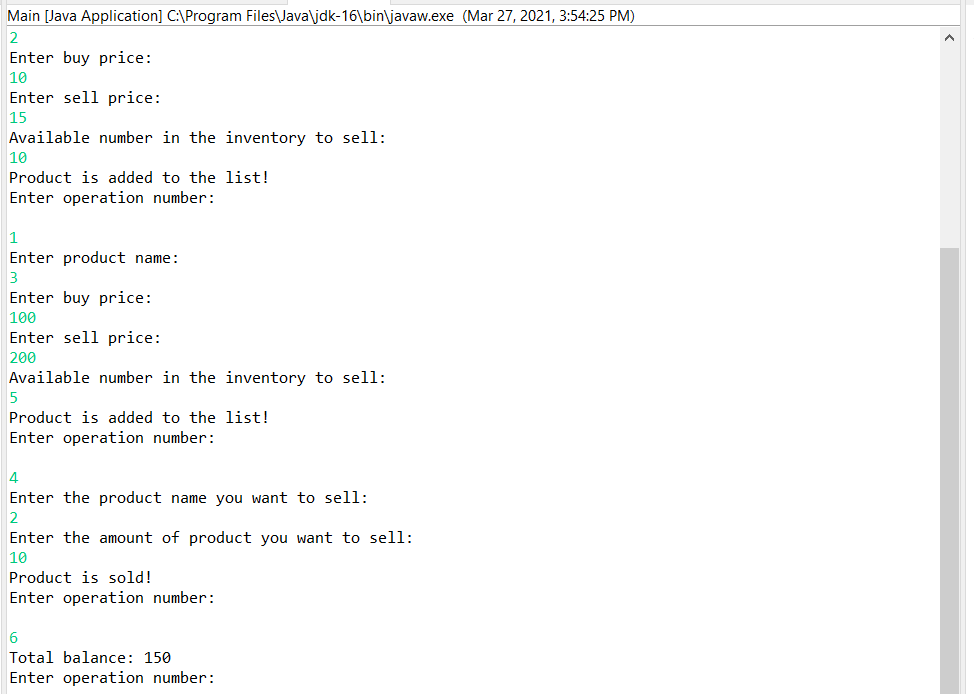 Main [Java Application] C:\Program Files\Java\jdk-16\bin\javaw.exe (Mar 27, 2021, 3:54:25 PM)
2
Enter buy price:
10
Enter sell price:
15
Available number in the inventory to sell:
10
Product is added to the list!
Enter operation number:
1
Enter product name:
3
Enter buy price:
100
Enter sell price:
200
Available number in the inventory to sell:
5
Product is added to the list!
Enter operation number:
4
Enter the product name you want to sell:
2
Enter the amount of product you want to sell:
10
Product is sold!
Enter operation number:
6
Total balance: 150
Enter operation number: